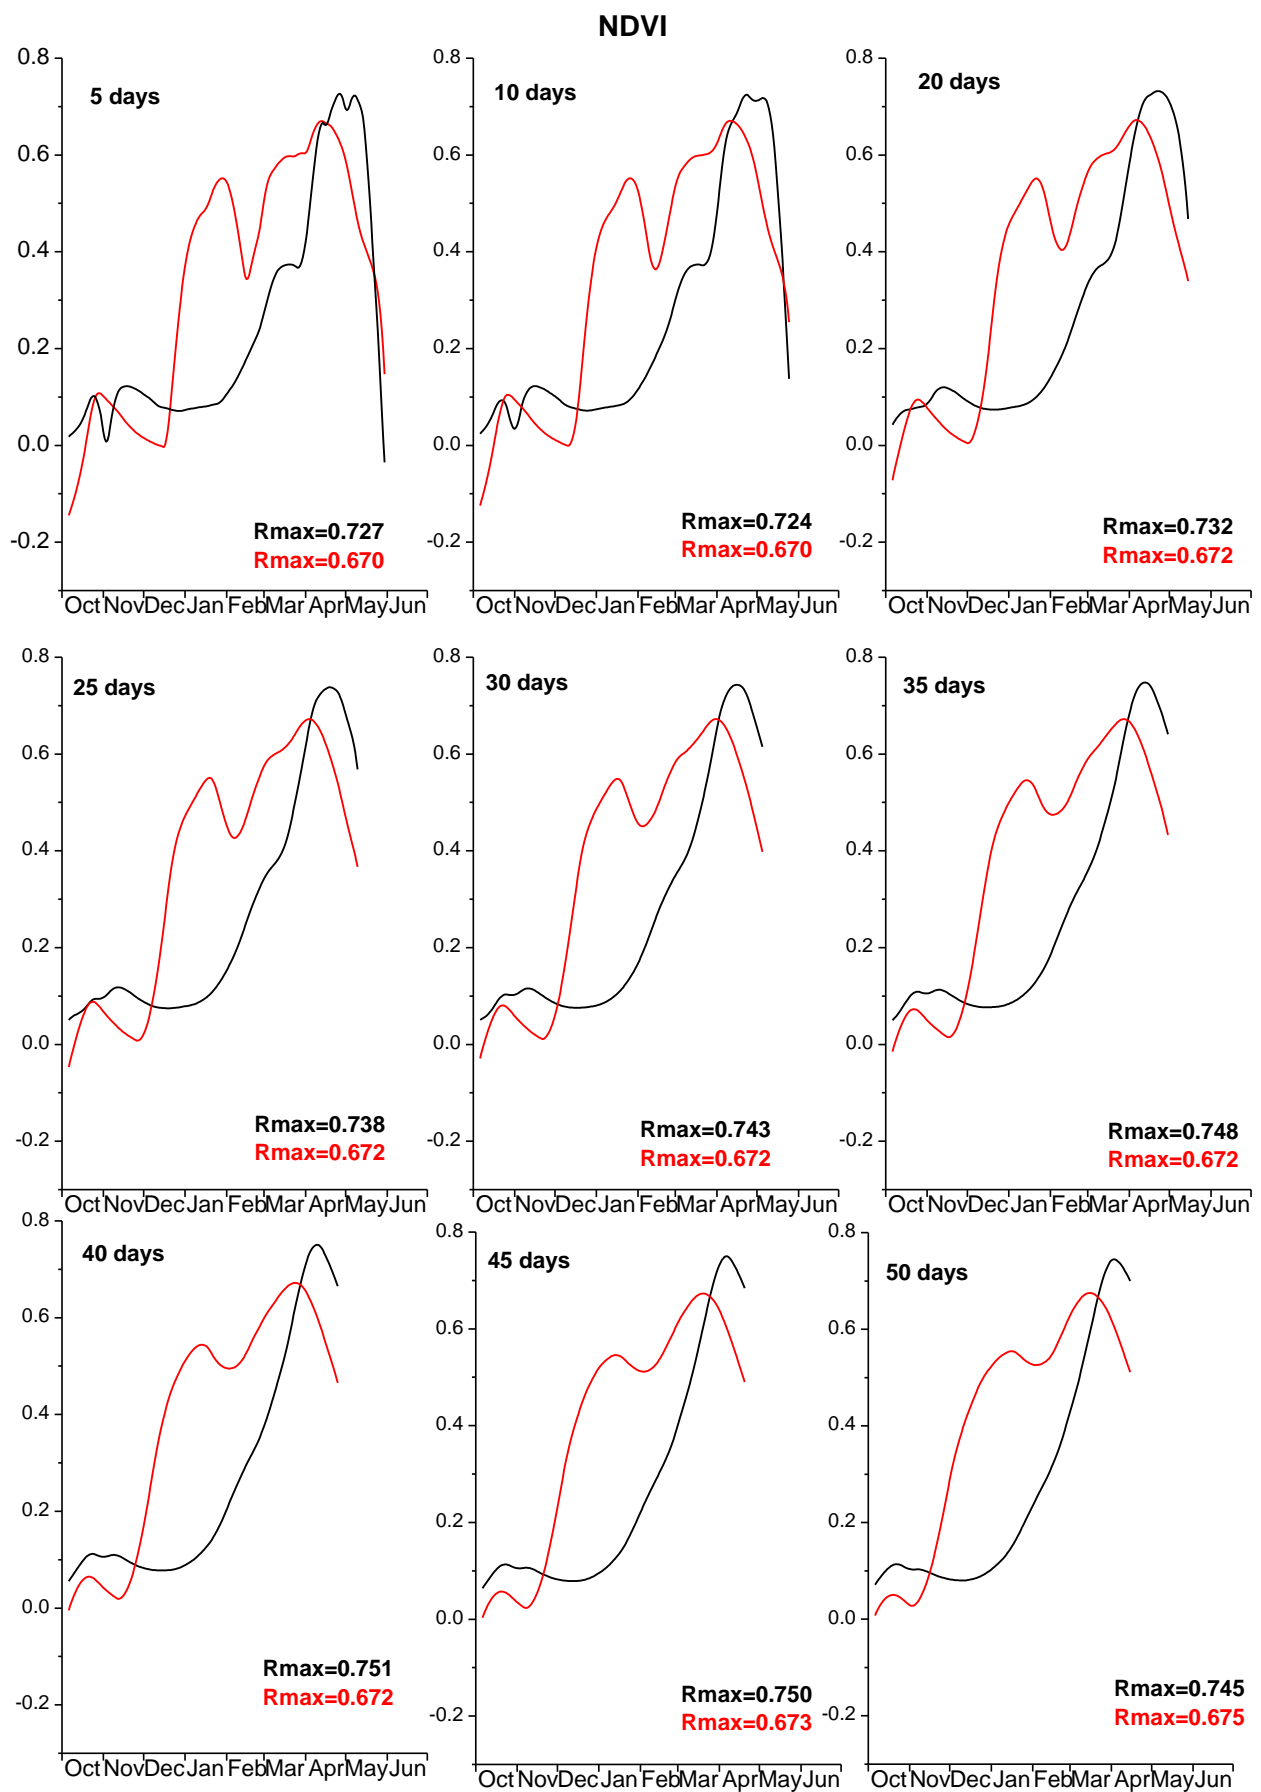 NDVI
0.8
0.6
0.4
0.2
0.0
-0.2
5 days
Rmax=0.727
Rmax=0.670
Oct Nov Dec Jan Feb Mar Apr May Jun
0.8
0.6
0.4
0.2
0.0
-0.2
10 days
Rmax=0.724
Rmax=0.670
Oct Nov Dec Jan Feb Mar Apr May Jun
0.8
0.6
0.4
0.2
0.0
-0.2
20 days
Rmax=0.732
Rmax=0.672
Oct Nov Dec Jan Feb Mar Apr May Jun
0.8
0.6
0.4
0.2
0.0
-0.2
25 days
Rmax=0.738
Rmax=0.672
Oct Nov Dec Jan Feb Mar Apr May Jun
0.8
0.6
0.4
0.2
0.0
-0.2
30 days
Rmax=0.743
Rmax=0.672
Oct Nov Dec Jan Feb Mar Apr May Jun
0.8
0.6
0.4
0.2
0.0
-0.2
35 days
Rmax=0.748
Rmax=0.672
Oct Nov Dec Jan Feb Mar Apr May Jun
0.8
0.6
0.4
0.2
0.0
-0.2
40 days
Rmax=0.751
Rmax=0.672
Oct Nov Dec Jan Feb Mar Apr May Jun
0.8
0.6
0.4
0.2
0.0
-0.2
45 days
Rmax=0.750
Rmax=0.673
Oct Nov Dec Jan Feb Mar Apr May Jun
0.8
0.6
0.4
0.2
0.0
-0.2
50 days
Rmax=0.745
Rmax=0.675
Oct Nov Dec Jan Feb Mar Apr May Jun